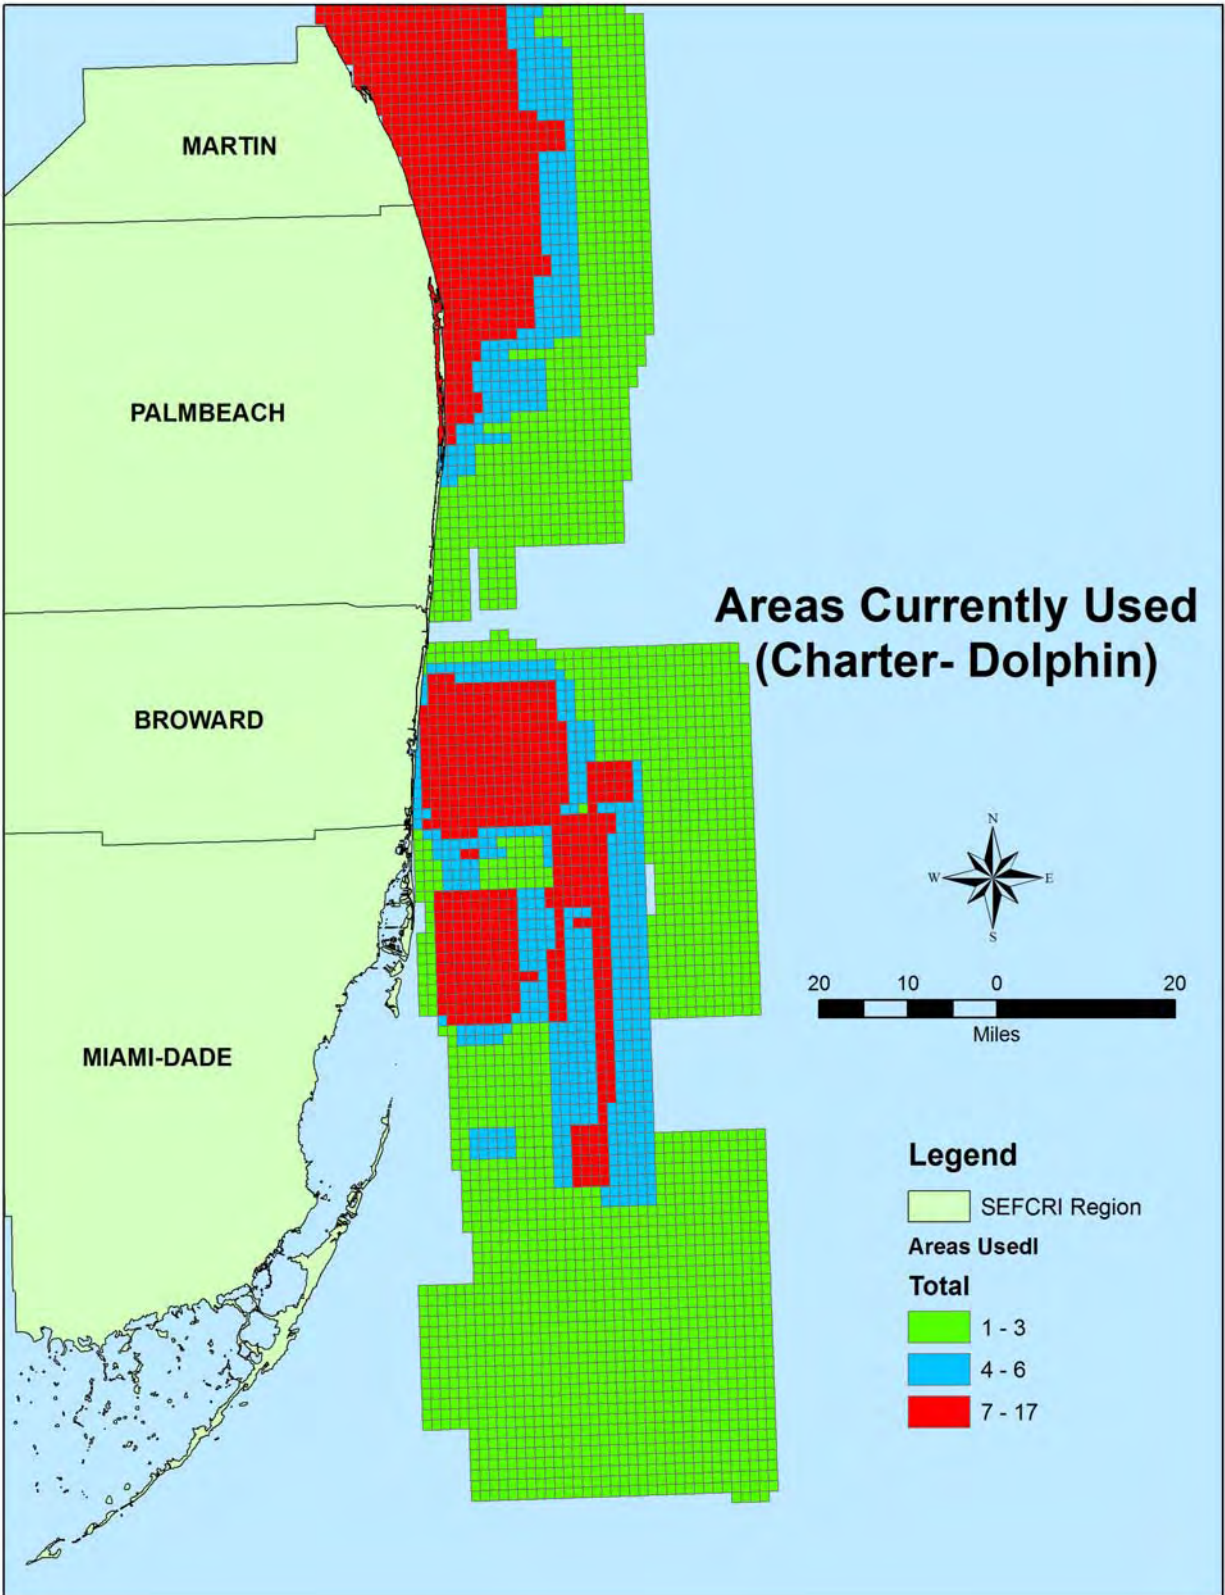 MARTIN
PALMBEACH
Areas Currently Used
(Charter- Dolphin)
BROWARD
N
W
E
S
20 10 0 20
Miles
MIAMI-DADE
Legend
SEFCRI Region
Areas Usedl
Total
1 - 3
4 - 6
7 - 17